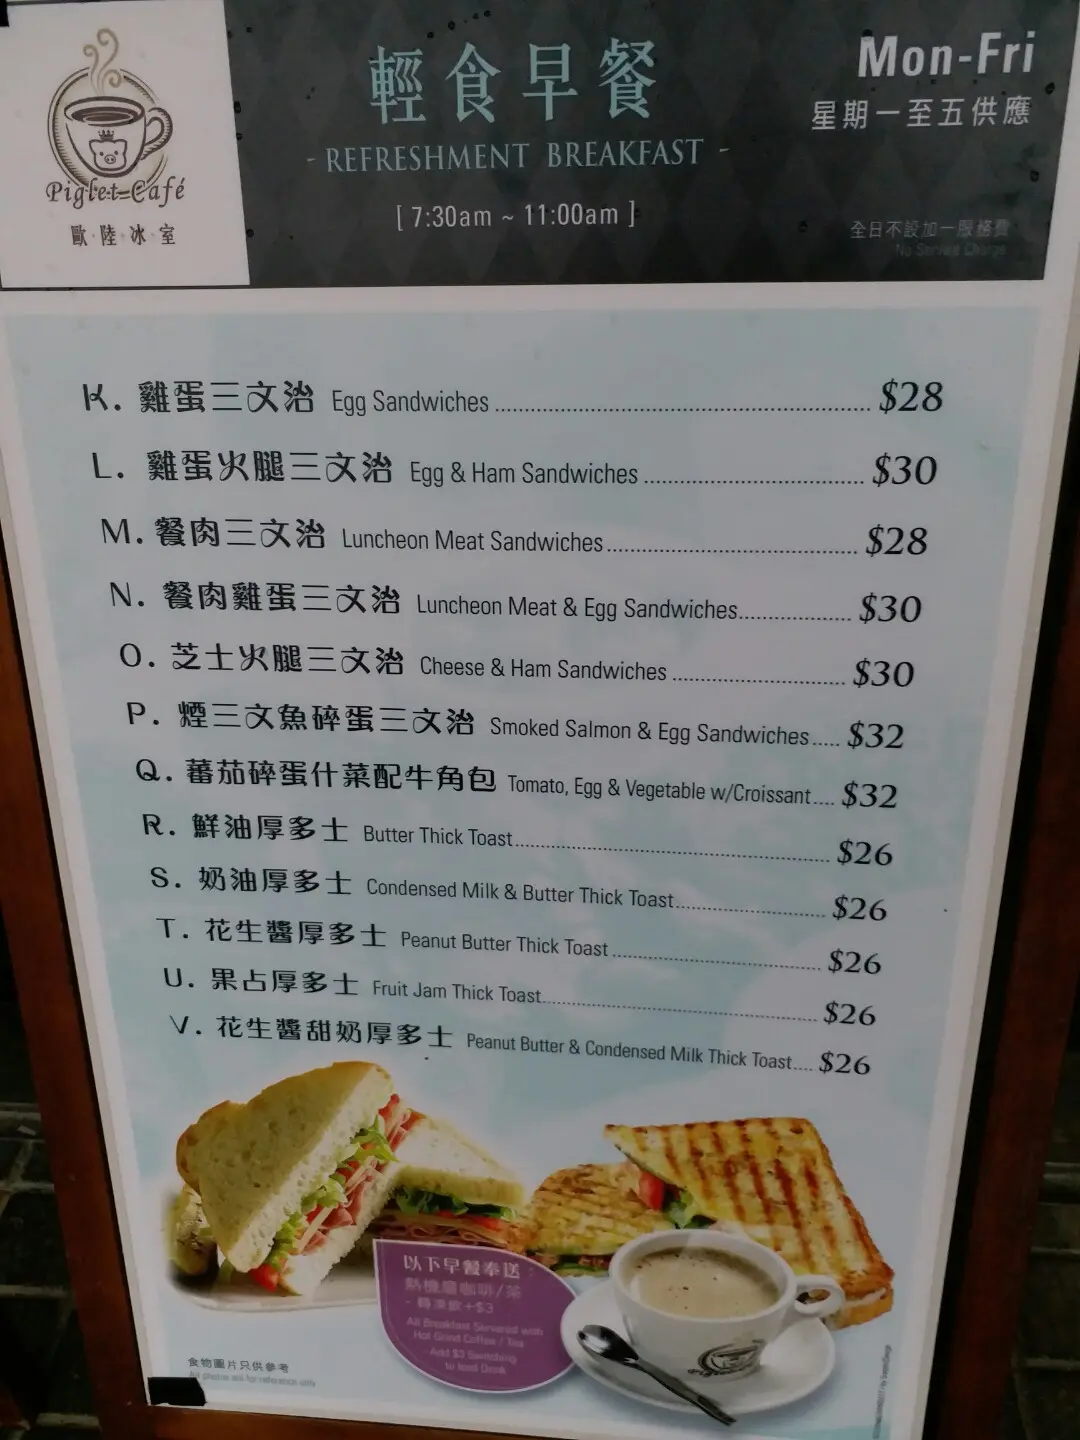 Piglet Café
歐·陸·冰·室
輕食早餐
- REFRESHMENT BREAKFAST -
[ 7:30am ~ 11:00am ]
Mon-Fri
星期一至五供應
全日不設加一服務費
No Service Charge
K. 雞蛋三文治 Egg Sandwiches $28
L. 雞蛋火腿三文治 Egg & Ham Sandwiches $30
M. 餐肉三文治 Luncheon Meat Sandwiches $28
N. 餐肉雞蛋三文治 Luncheon Meat & Egg Sandwiches $30
O. 芝士火腿三文治 Cheese & Ham Sandwiches $30
P. 煙三文魚碎蛋三文治 Smoked Salmon & Egg Sandwiches $32
Q. 蕃茄碎蛋什菜配牛角包 Tomato, Egg & Vegetable w/Croissant $32
R. 鮮油厚多士 Butter Thick Toast $26
S. 奶油厚多士 Condensed Milk & Butter Thick Toast $26
T. 花生醬厚多士 Peanut Butter Thick Toast $26
U. 果占厚多士 Fruit Jam Thick Toast $26
V. 花生醬甜奶厚多士 Peanut Butter & Condensed Milk Thick Toast $26
以下早餐奉送:
熱機磨咖啡/茶
- 轉凍飲+$3
All Breakfast Serverd with
Hot Grind Coffee / Tea
Add $3 Switching
to Iced Drink
食物圖片只供參考
All photos are for reference only